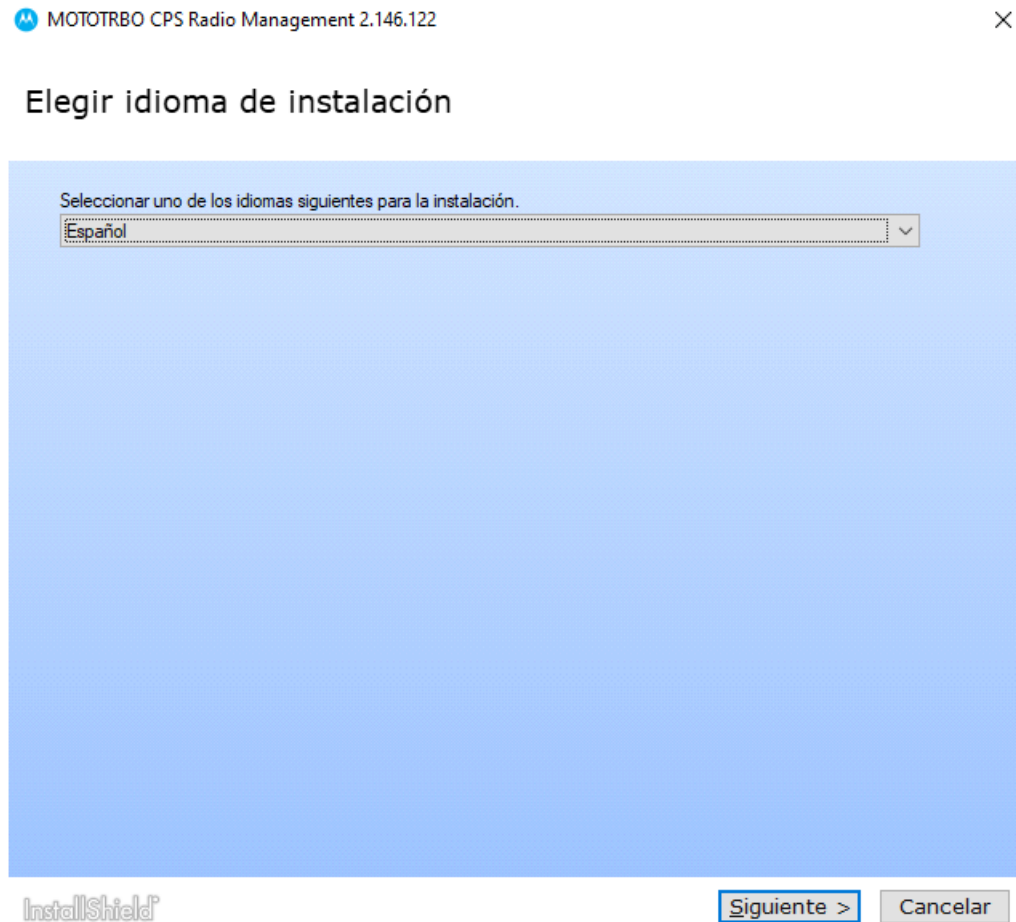 MOTOTRBO CPS Radio Management 2.146.122
Elegir idioma de instalación
Seleccionar uno de los idiomas siguientes para la instalación.
Español
InstallShield®
Siguiente >
Cancelar